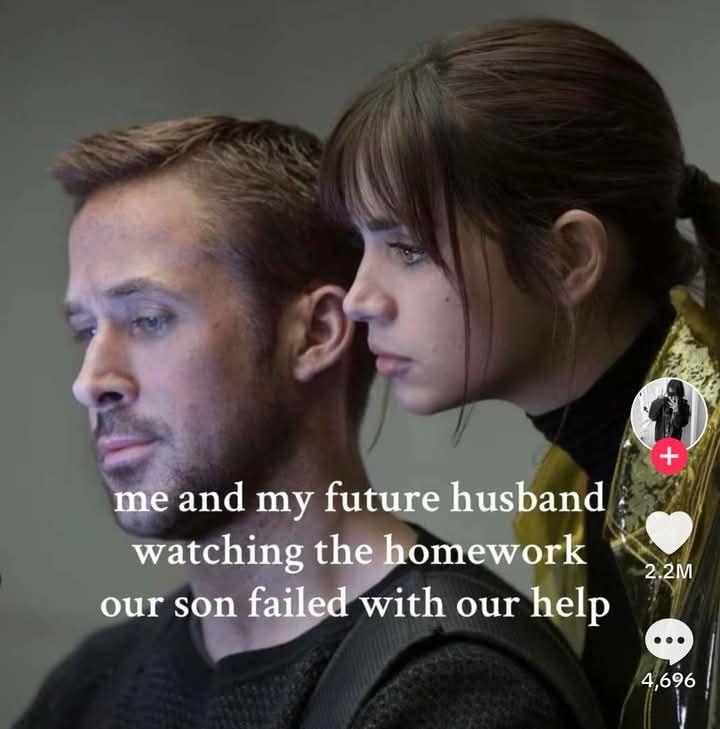 me and my future husband
watching the homework
our son failed with our help
2.2M
4,696